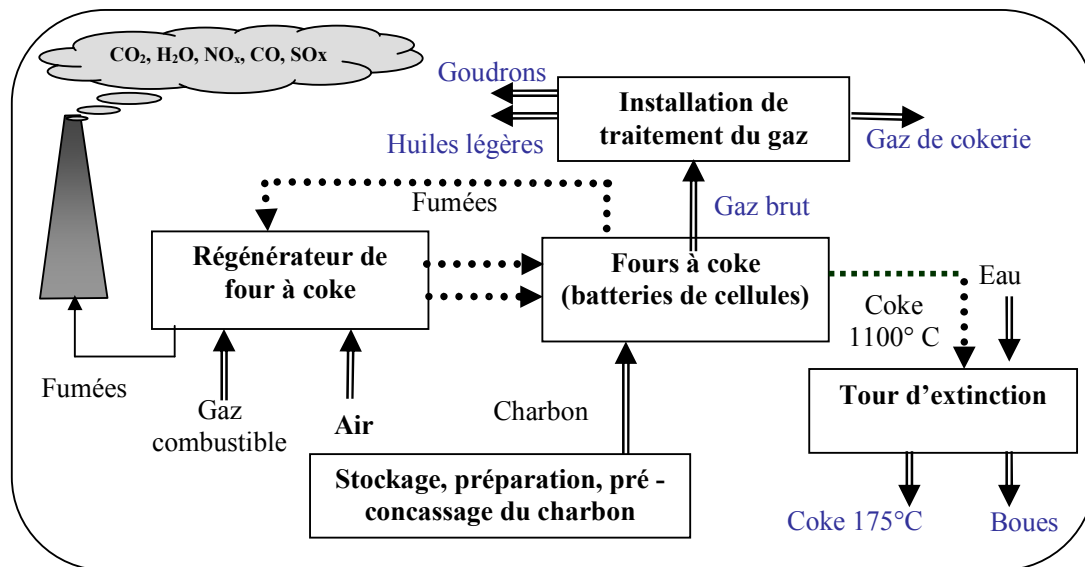 CO₂, H₂O, NOₓ, CO, SOx
Goudrons
Huiles légères
Installation de
traitement du gaz
Gaz de cokerie
Fumées
Gaz brut
Régénérateur de
four à coke
Fours à coke
(batteries de cellules)
Eau
Coke
1100° C
Fumées
Gaz
combustible
Air
Charbon
Tour d’extinction
Stockage, préparation, pré -
concassage du charbon
Coke 175°C
Boues